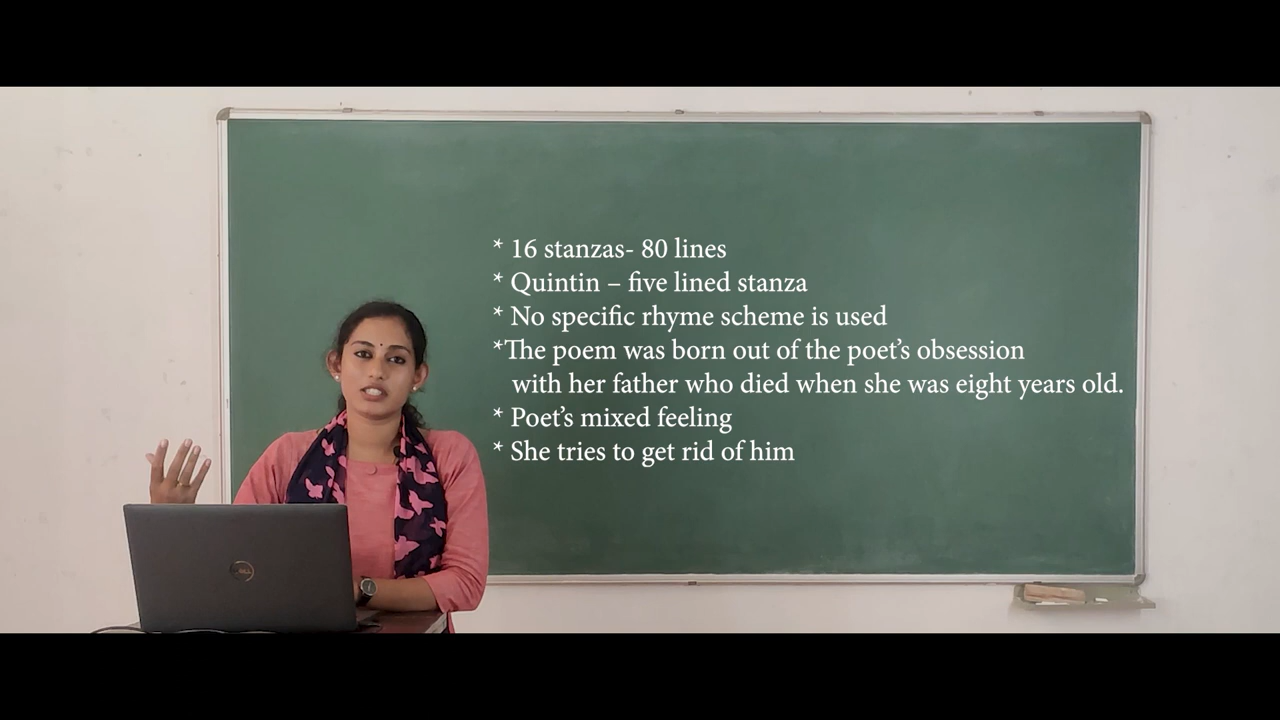 * 16 stanzas- 80 lines
* Quintin – five lined stanza
* No specific rhyme scheme is used
*The poem was born out of the poet’s obsession
with her father who died when she was eight years old.
* Poet’s mixed feeling
* She tries to get rid of him